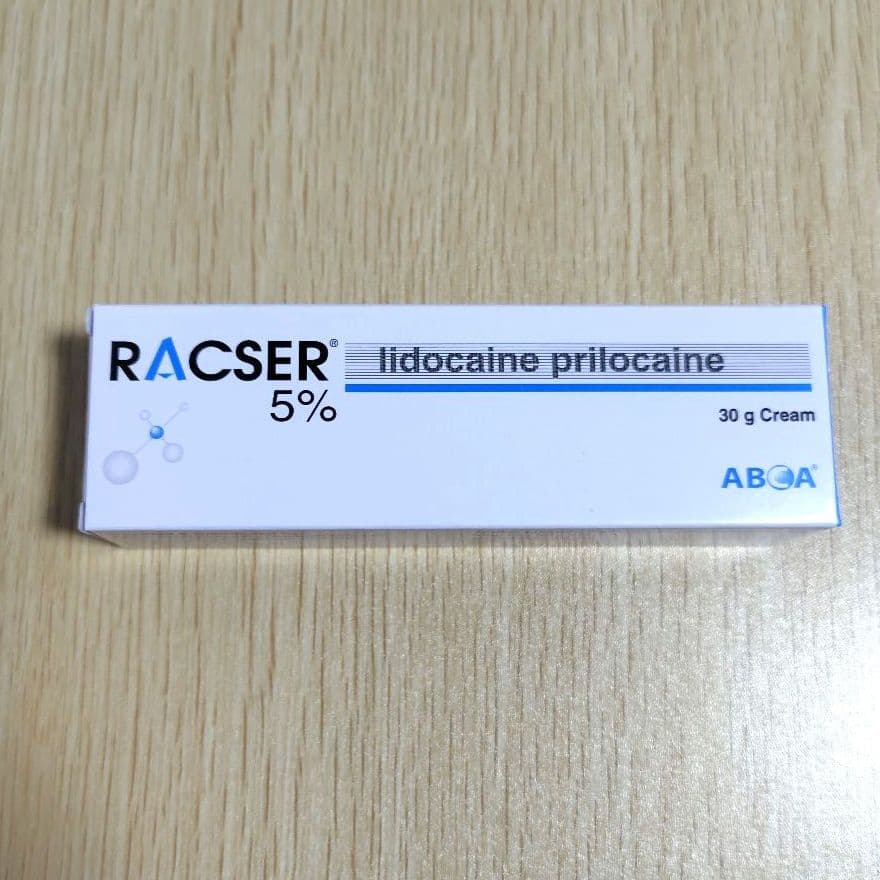 RACSER®
lidocaine prilocaine
5%
30 g Cream
ABOA®